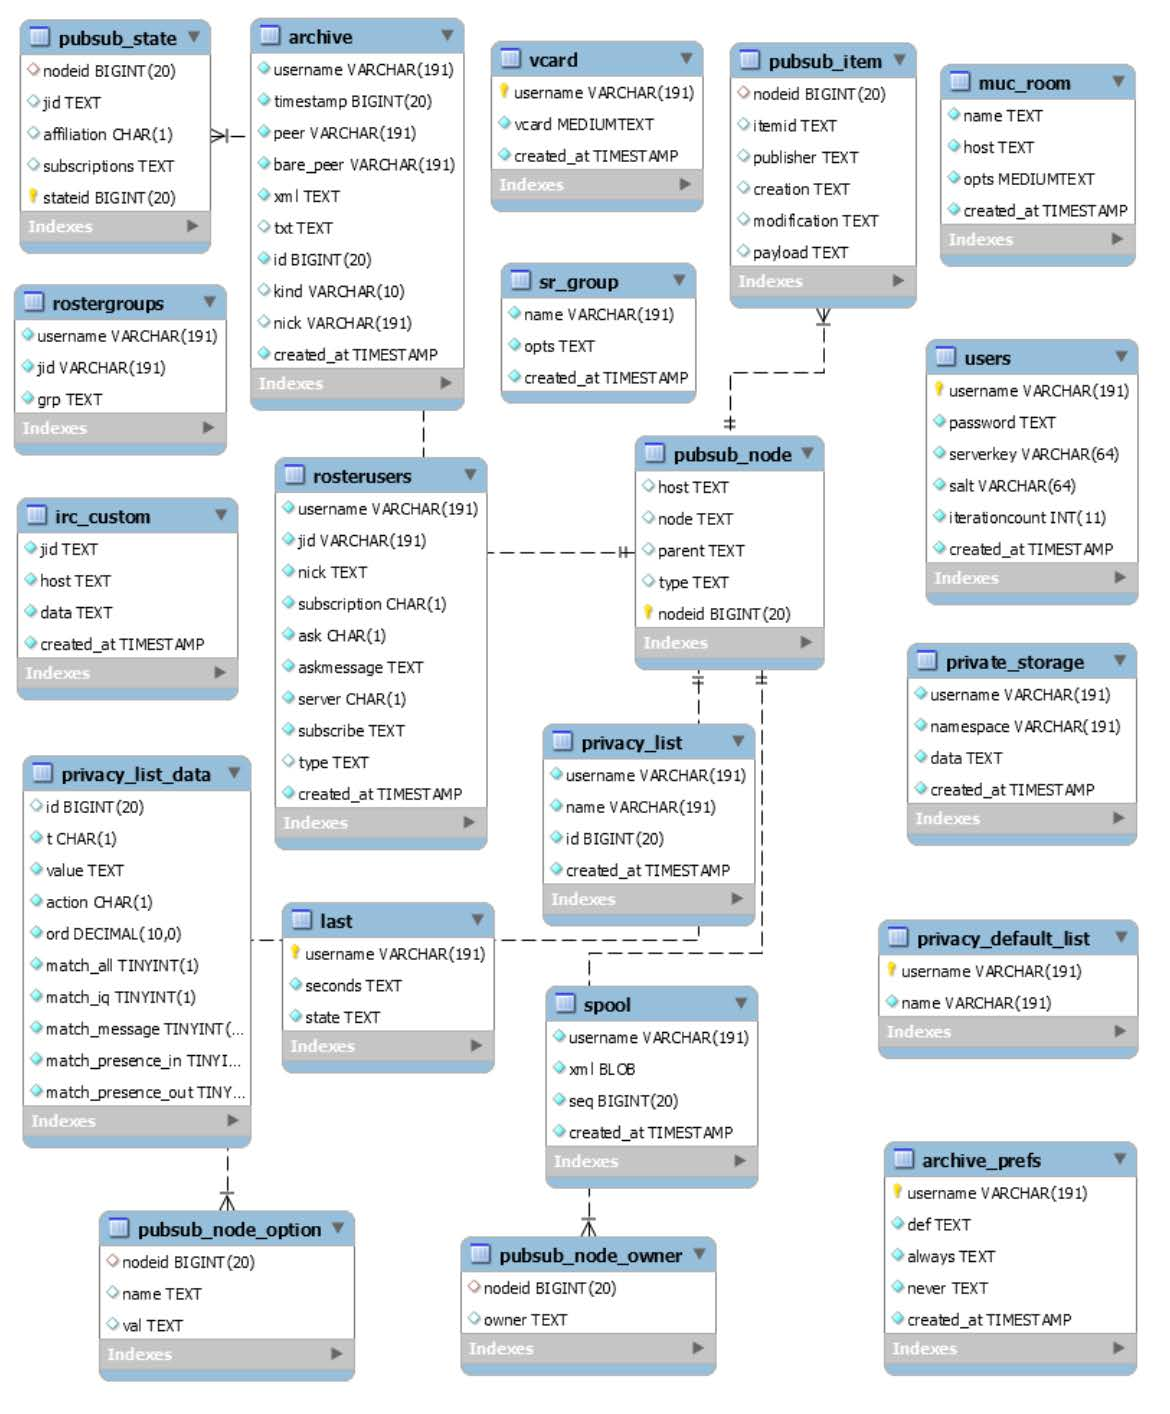 pubsub_state
nodeid BIGINT(20)
jid TEXT
affiliation CHAR(1)
subscriptions TEXT
stateid BIGINT(20)
Indexes
archive
username VARCHAR(191)
timestamp BIGINT(20)
peer VARCHAR(191)
bare_peer VARCHAR(191)
xml TEXT
txt TEXT
id BIGINT(20)
kind VARCHAR(10)
nick VARCHAR(191)
created_at TIMESTAMP
Indexes
vcard
username VARCHAR(191)
vcard MEDIUMTEXT
created_at TIMESTAMP
Indexes
pubsub_item
nodeid BIGINT(20)
itemid TEXT
publisher TEXT
creation TEXT
modification TEXT
payload TEXT
Indexes
muc_room
name TEXT
host TEXT
opts MEDIUMTEXT
created_at TIMESTAMP
Indexes
rostergroups
username VARCHAR(191)
jid VARCHAR(191)
grp TEXT
Indexes
sr_group
name VARCHAR(191)
opts TEXT
created_at TIMESTAMP
Indexes
users
username VARCHAR(191)
password TEXT
serverkey VARCHAR(64)
salt VARCHAR(64)
iterationcount INT(11)
created_at TIMESTAMP
Indexes
irc_custom
jid TEXT
host TEXT
data TEXT
created_at TIMESTAMP
Indexes
rosterusers
username VARCHAR(191)
jid VARCHAR(191)
nick TEXT
subscription CHAR(1)
ask CHAR(1)
askmessage TEXT
server CHAR(1)
subscribe TEXT
type TEXT
created_at TIMESTAMP
Indexes
pubsub_node
host TEXT
node TEXT
parent TEXT
type TEXT
nodeid BIGINT(20)
Indexes
private_storage
username VARCHAR(191)
namespace VARCHAR(191)
data TEXT
created_at TIMESTAMP
Indexes
privacy_list_data
id BIGINT(20)
t CHAR(1)
value TEXT
action CHAR(1)
ord DECIMAL(10,0)
match_all TINYINT(1)
match_iq TINYINT(1)
match_message TINYINT(...
match_presence_in TINYI...
match_presence_out TINY...
Indexes
privacy_list
username VARCHAR(191)
name VARCHAR(191)
id BIGINT(20)
created_at TIMESTAMP
Indexes
last
username VARCHAR(191)
seconds TEXT
state TEXT
Indexes
privacy_default_list
username VARCHAR(191)
name VARCHAR(191)
Indexes
spool
username VARCHAR(191)
xml BLOB
seq BIGINT(20)
created_at TIMESTAMP
Indexes
archive_prefs
username VARCHAR(191)
def TEXT
always TEXT
never TEXT
created_at TIMESTAMP
Indexes
pubsub_node_option
nodeid BIGINT(20)
name TEXT
val TEXT
Indexes
pubsub_node_owner
nodeid BIGINT(20)
owner TEXT
Indexes